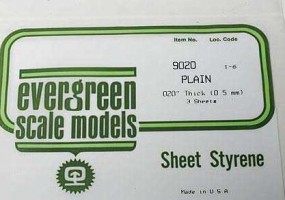 Item No. Loc. Code
9020 I-8
PLAIN
.020" Thick (0.5 mm)
3 Sheets
evergreen
scale models
Sheet Styrene
Made in U.S.A.